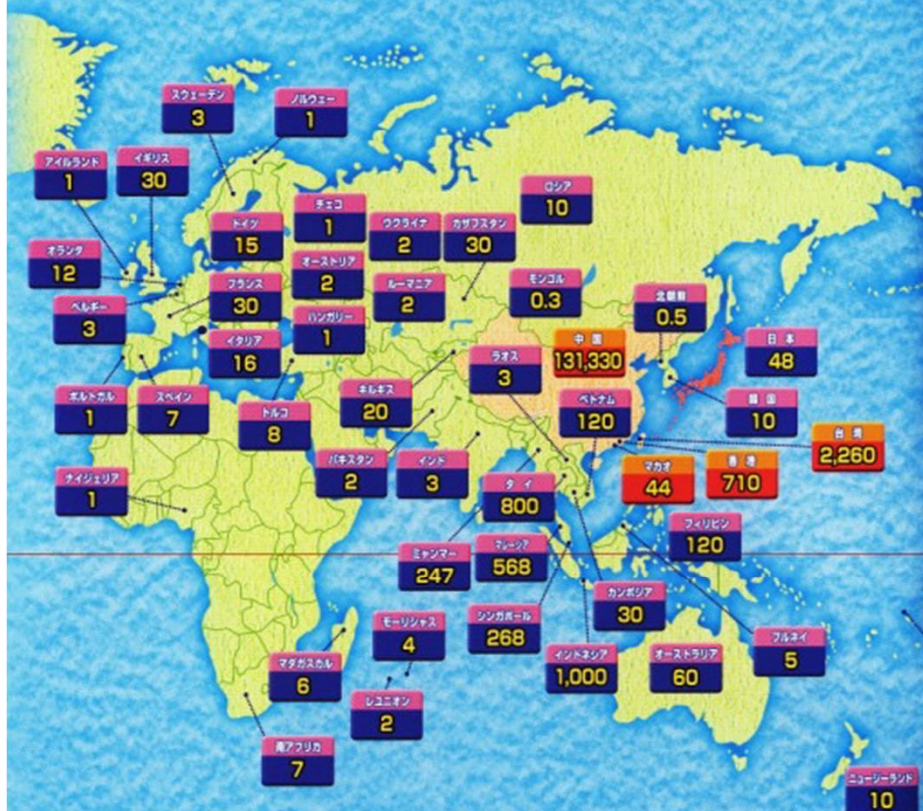 スウェーデン
3
ノルウェー
1
アイルランド
1
イギリス
30
ロシア
10
チェコ
1
ドイツ
15
ウクライナ
2
カザフスタン
30
オランダ
12
オーストリア
2
フランス
30
ルーマニア
2
モンゴル
0.3
北朝鮮
0.5
ベルギー
3
ハンガリー
1
イタリア
16
中国
131,330
日本
48
ラオス
3
ポルトガル
1
スペイン
7
トルコ
8
キルギス
20
ベトナム
120
韓国
10
台湾
2,260
パキスタン
2
インド
3
マカオ
44
香港
710
ナイジェリア
1
タイ
800
フィリピン
120
ミャンマー
247
マレーシア
568
カンボジア
30
モーリシャス
4
シンガポール
268
ブルネイ
5
マダガスカル
6
インドネシア
1,000
オーストラリア
60
レユニオン
2
南アフリカ
7
ニュージーランド
10